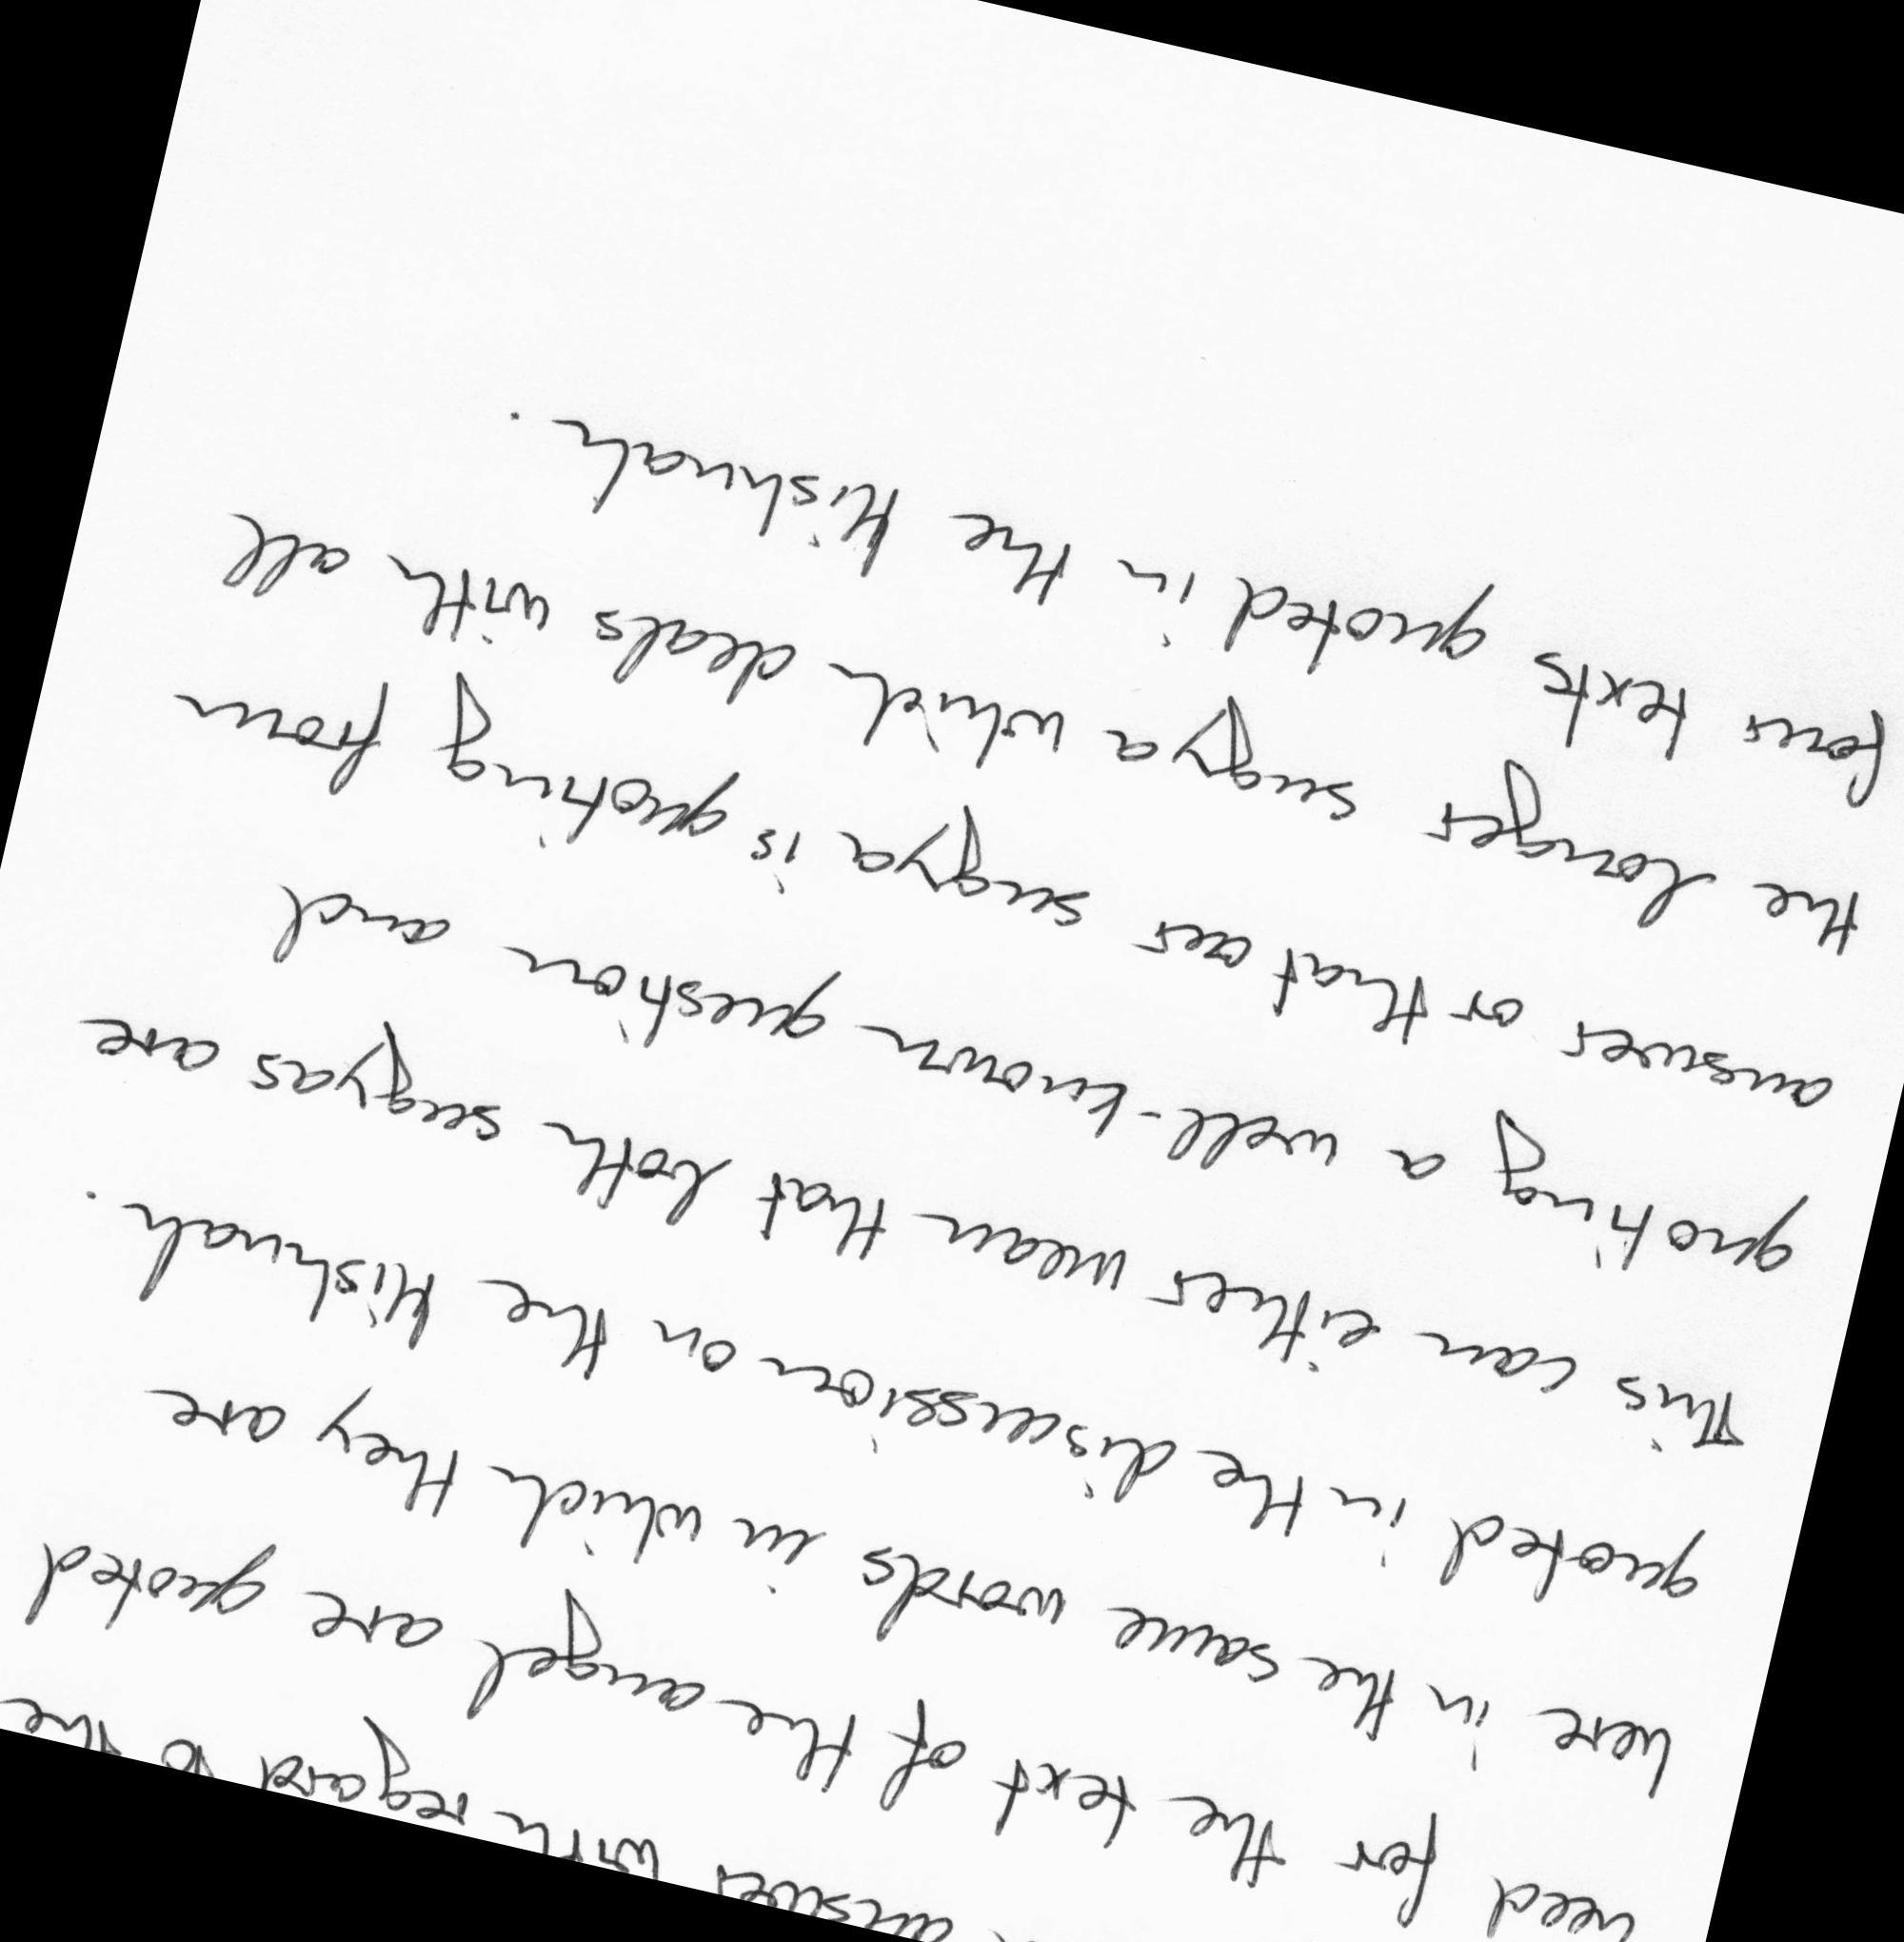 answer with regard to the
need for the text of the angel are quoted
here in the same words in which they are
quoted in the discussion on the Mishnah.
This can either mean that both sugyas are
quoting a well-known question and
answer or that our sugya is quoting from
the longer sugya which deals with all
four texts quoted in the Mishnah.